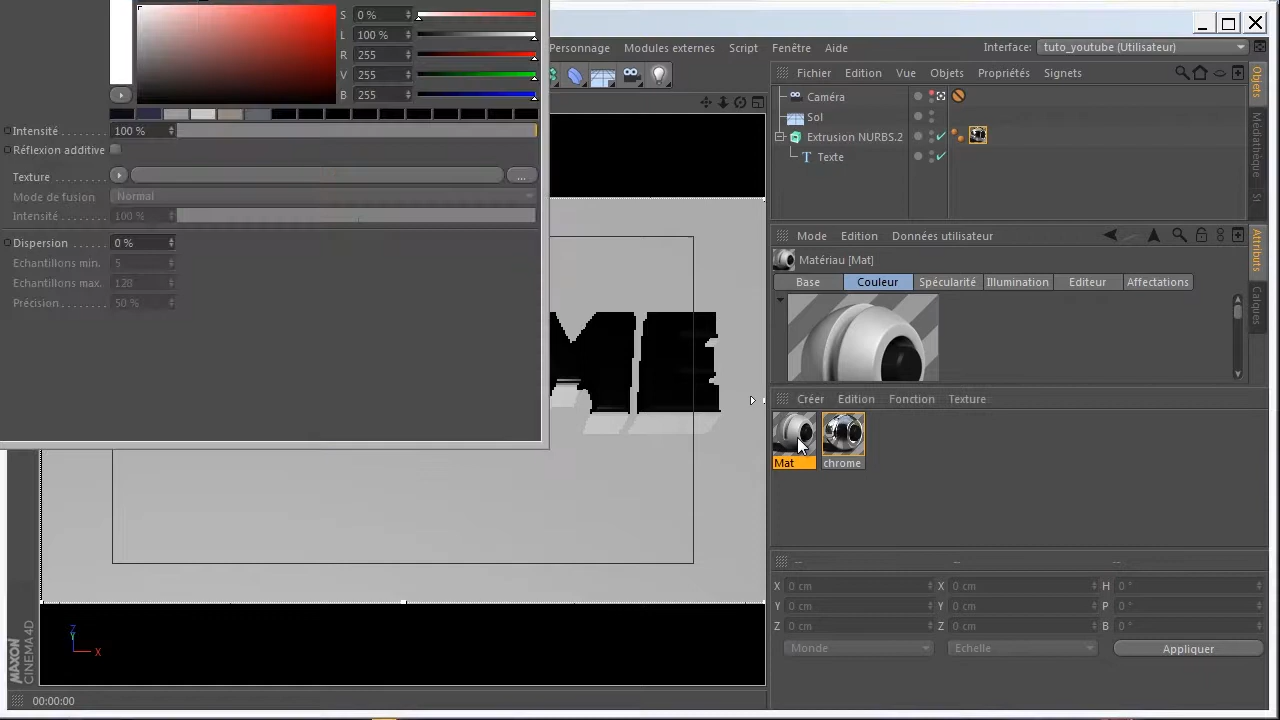 S 0 %
L 100 %
R 255
V 255
B 255
Intensité 100 %
Réflexion additive
Texture ...
Mode de fusion Normal
Intensité 100 %
Dispersion 0 %
Echantillons min. 5
Echantillons max. 128
Précision 50 %
Personnage Modules externes Script Fenêtre Aide
Interface: tuto_youtube (Utilisateur)
Fichier Edition Vue Objets Propriétés Signets
Caméra
Sol
Extrusion NURBS.2
T Texte
Objets
Médiathèque
S1
ME
Mode Edition Données utilisateur
Matériau [Mat]
Base Couleur Spécularité Illumination Editeur Affectations
Attributs
Calques
Créer Edition Fonction Texture
Mat chrome
-- -- --
X 0 cm X 0 cm H 0 °
Y 0 cm Y 0 cm P 0 °
Z 0 cm Z 0 cm B 0 °
Monde Echelle Appliquer
Z
Y
X
MAXON
CINEMA 4D
00:00:00